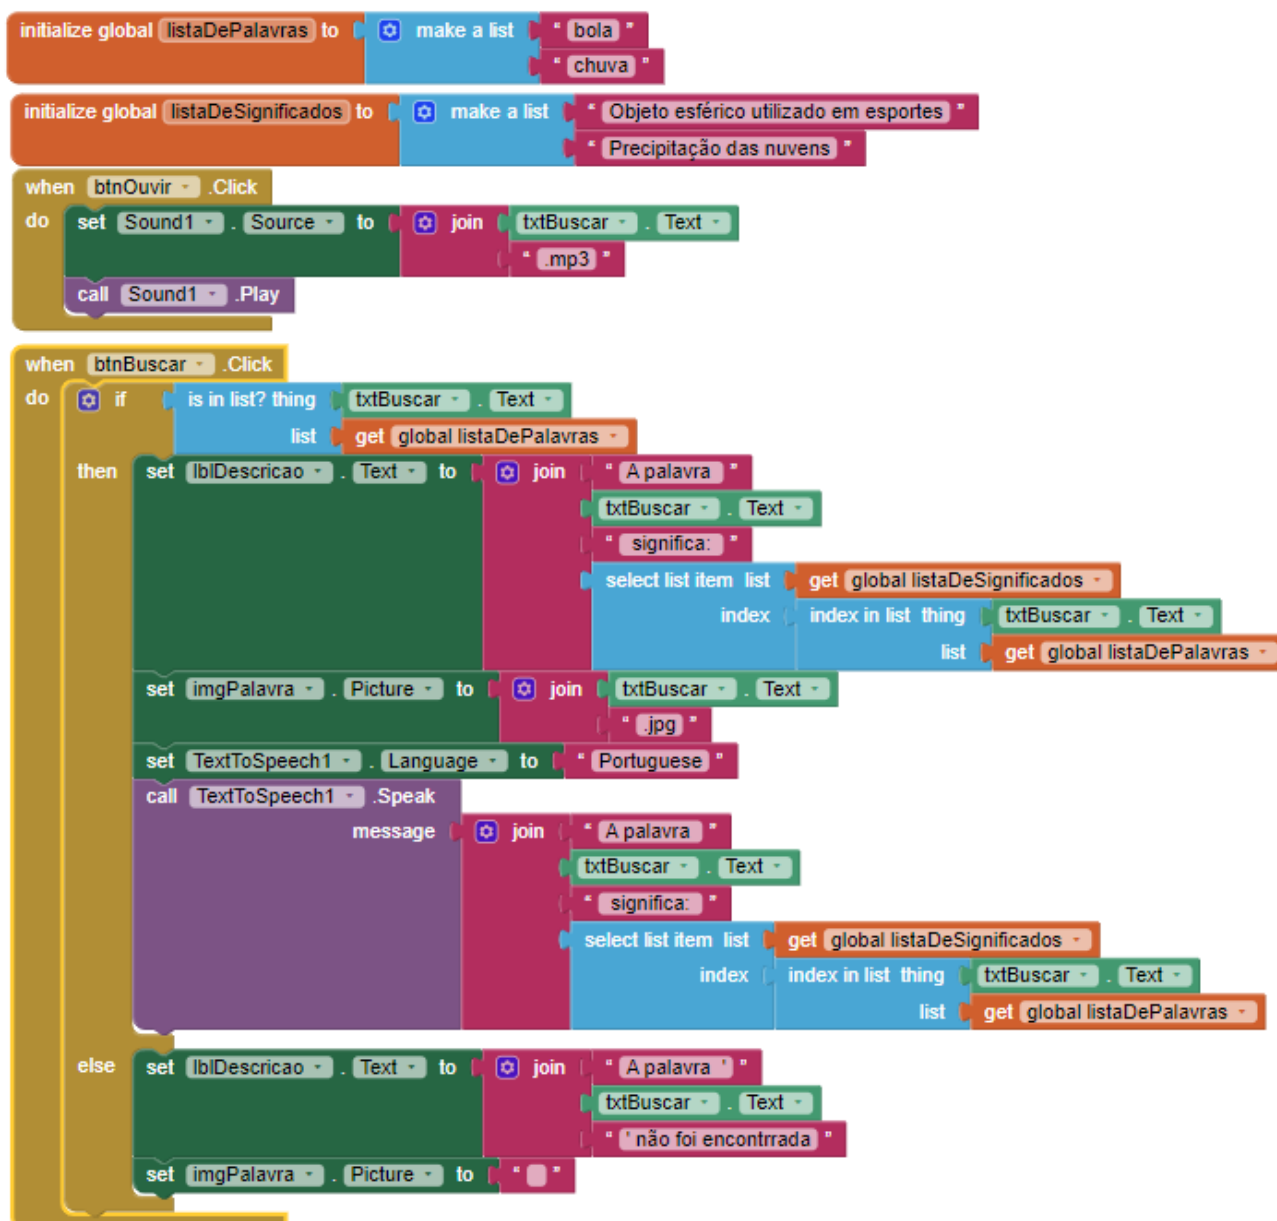 initialize global listaDePalavras to make a list " bola "
" chuva "
initialize global listaDeSignificados to make a list " Objeto esférico utilizado em esportes "
" Precipitação das nuvens "
when btnOuvir .Click
do set Sound1 . Source to join txtBuscar . Text
" .mp3 "
call Sound1 .Play
when btnBuscar .Click
do if is in list? thing txtBuscar . Text
list get global listaDePalavras
then set lblDescricao . Text to join " A palavra "
txtBuscar . Text
" significa: "
select list item list get global listaDeSignificados
index index in list thing txtBuscar . Text
list get global listaDePalavras
set imgPalavra . Picture to join txtBuscar . Text
" .jpg "
set TextToSpeech1 . Language to " Portuguese "
call TextToSpeech1 .Speak
message join " A palavra "
txtBuscar . Text
" significa: "
select list item list get global listaDeSignificados
index index in list thing txtBuscar . Text
list get global listaDePalavras
else set lblDescricao . Text to join " A palavra ' "
txtBuscar . Text
" ' não foi encontrrada "
set imgPalavra . Picture to " "